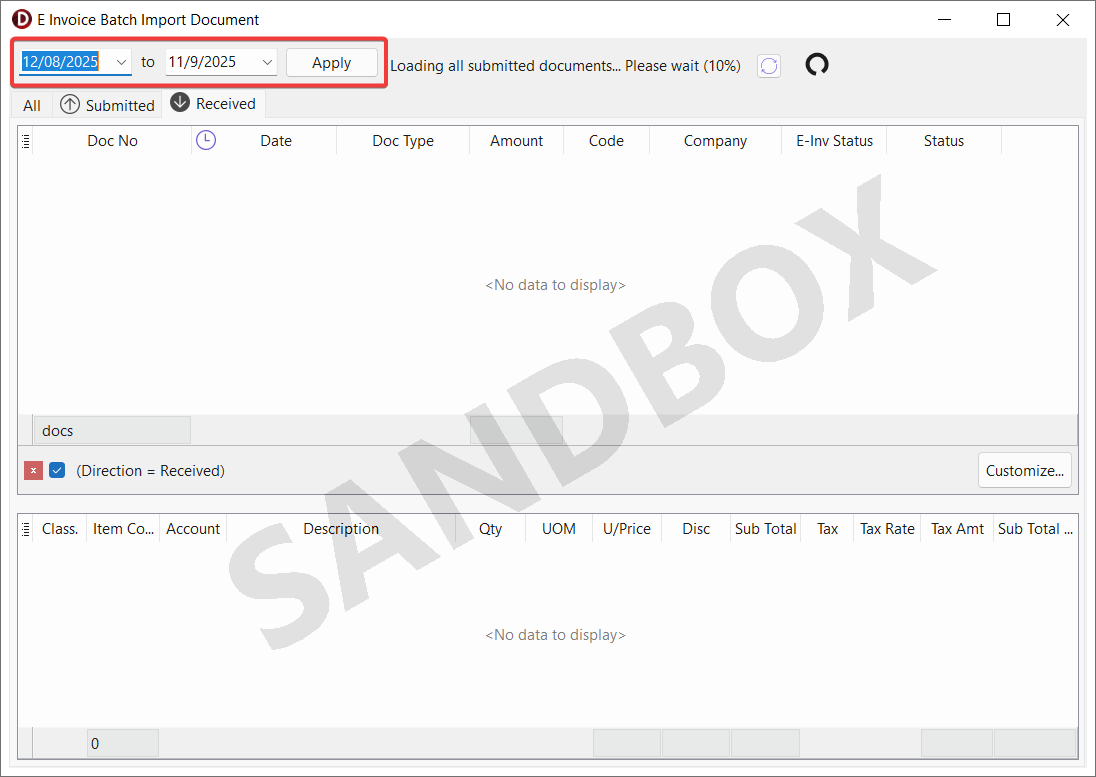 E Invoice Batch Import Document
12/08/2025 to 11/9/2025 Apply Loading all submitted documents... Please wait (10%)
All Submitted Received
Doc No Date Doc Type Amount Code Company E-Inv Status Status
<No data to display>
SANDBOX
docs
x (Direction = Received) Customize...
Class. Item Co... Account Description Qty UOM U/Price Disc Sub Total Tax Tax Rate Tax Amt Sub Total ...
<No data to display>
0